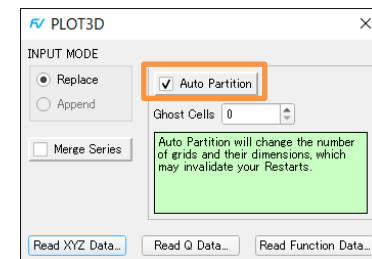 PLOT3D
INPUT MODE
Replace
Append
Auto Partition
Ghost Cells 0
Merge Series
Auto Partition will change the number
of grids and their dimensions, which
may invalidate your Restarts.
Read XYZ Data... Read Q Data... Read Function Data...